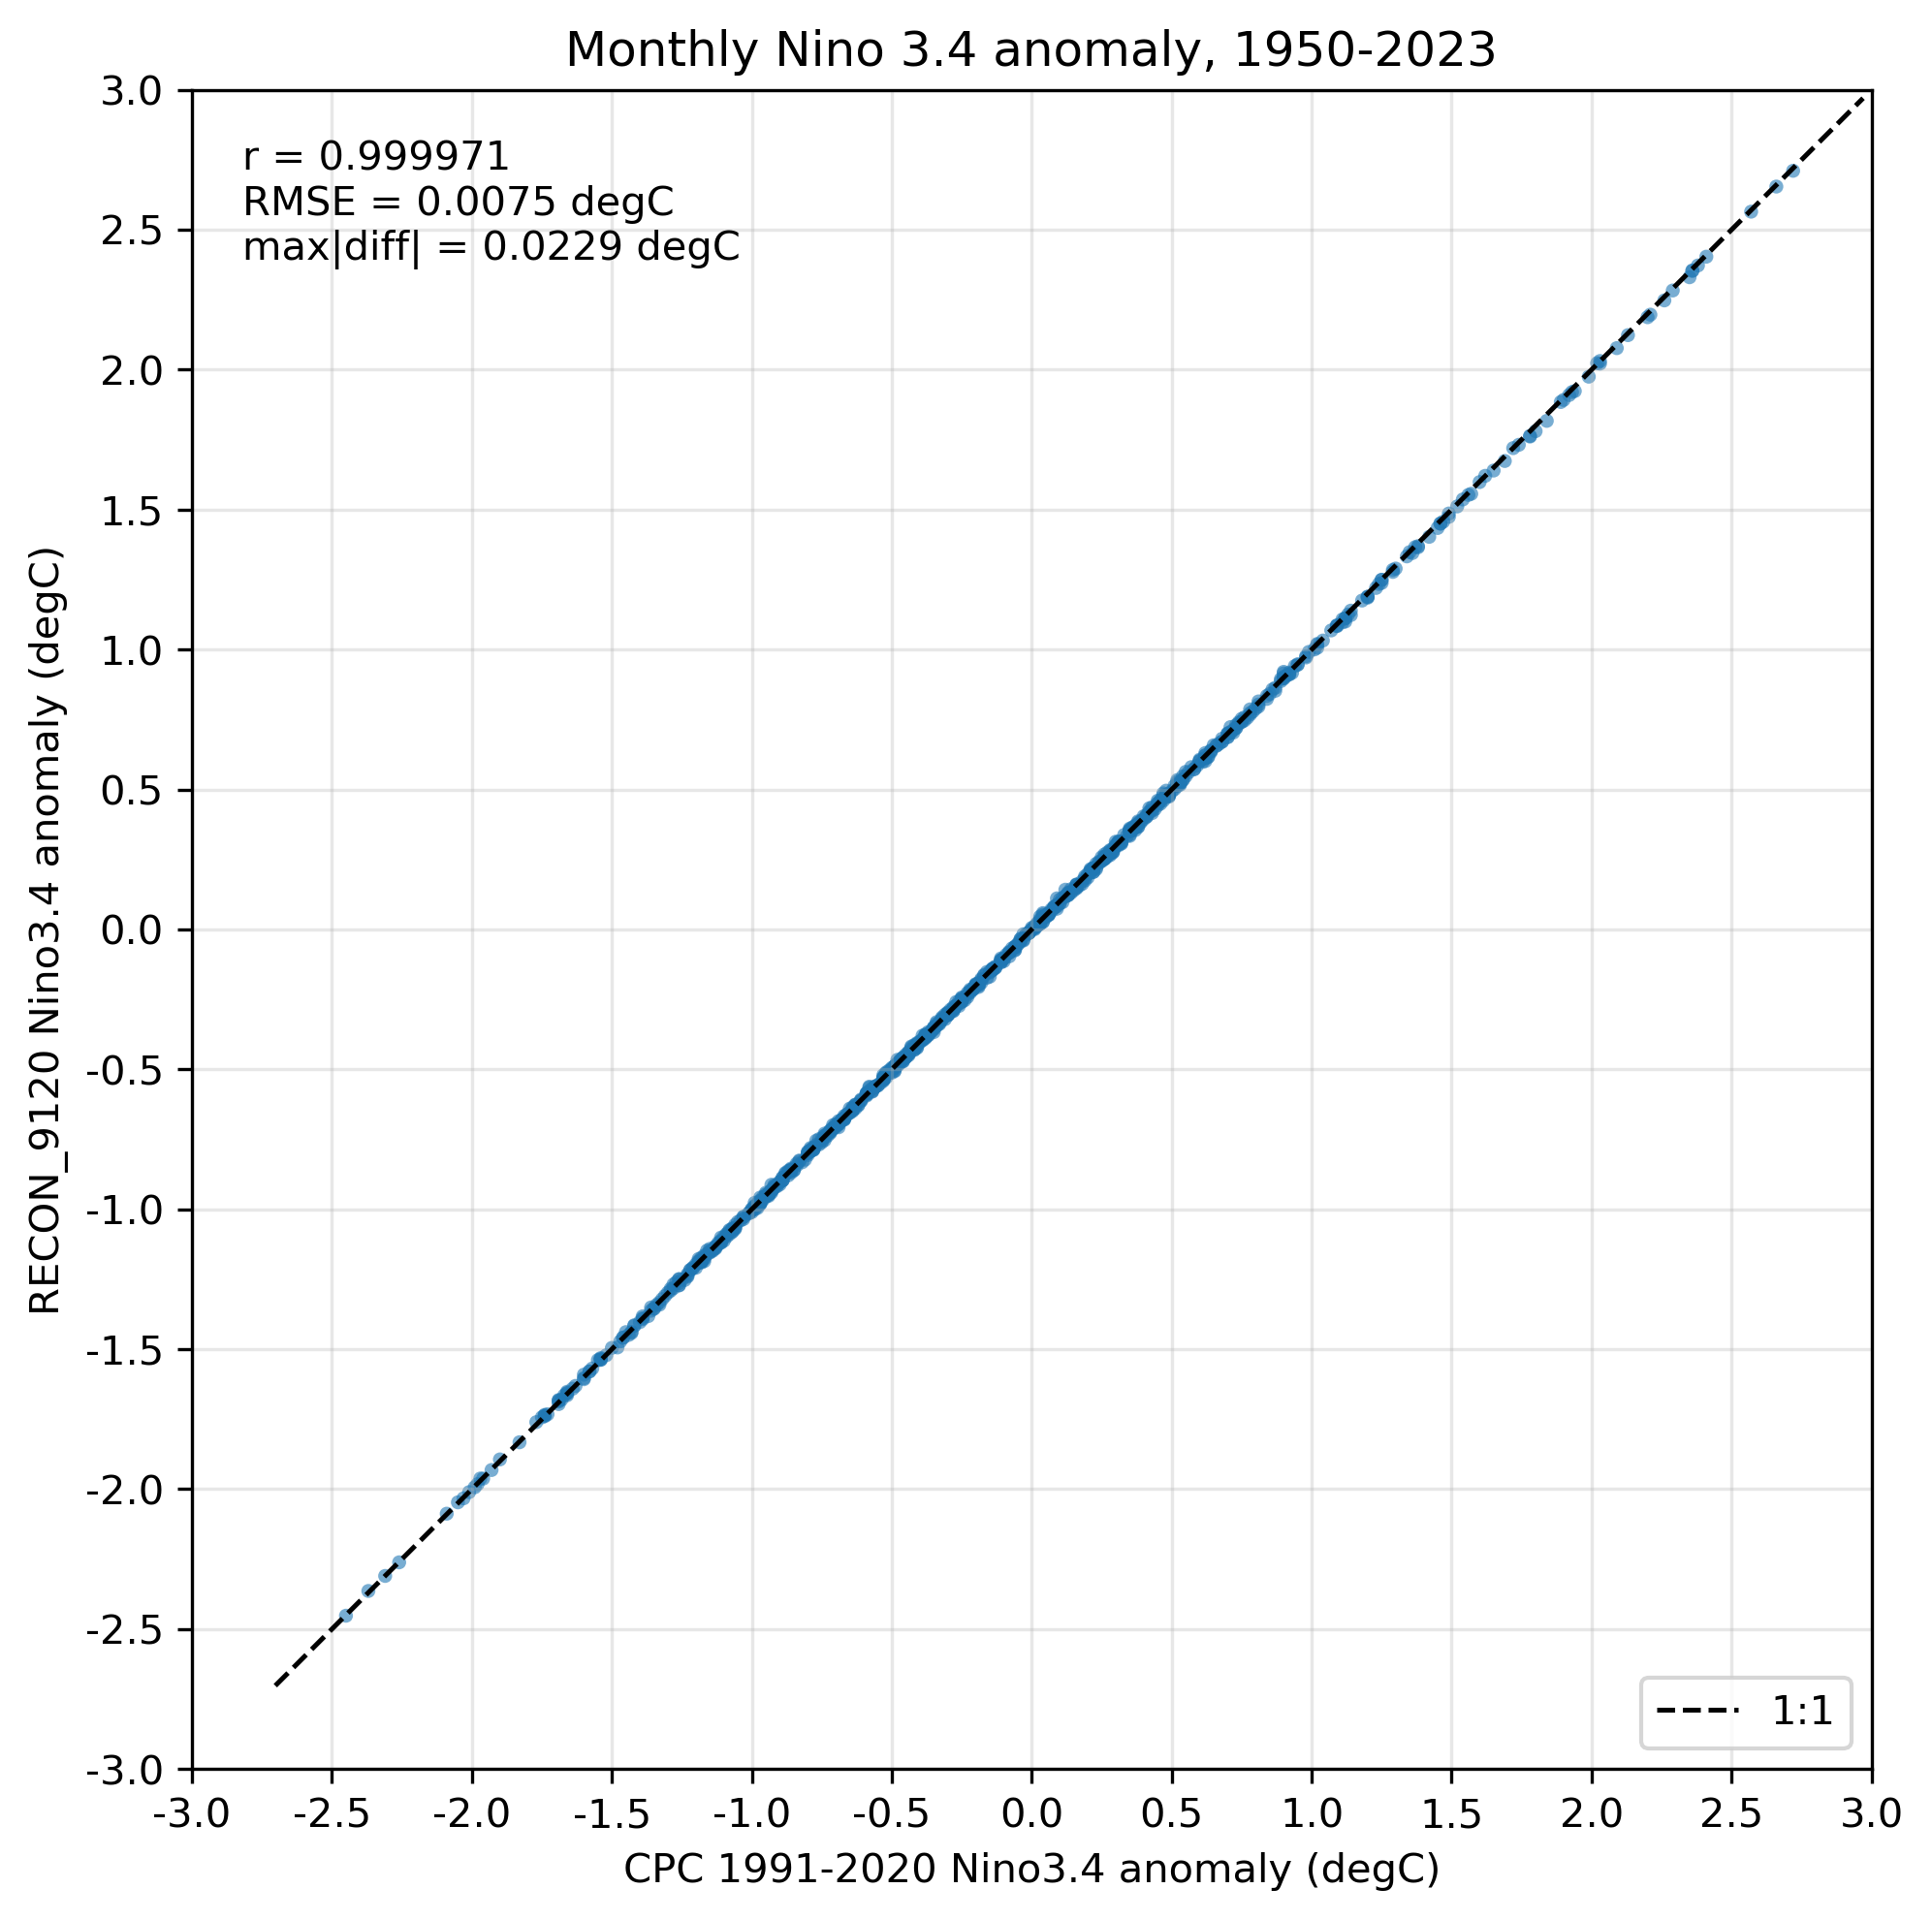 Monthly Nino 3.4 anomaly, 1950-2023
r = 0.999971
RMSE = 0.0075 degC
max|diff| = 0.0229 degC
RECON_9120 Nino3.4 anomaly (degC)
3.0
2.5
2.0
1.5
1.0
0.5
0.0
-0.5
-1.0
-1.5
-2.0
-2.5
-3.0
1:1
-3.0 -2.5 -2.0 -1.5 -1.0 -0.5 0.0 0.5 1.0 1.5 2.0 2.5 3.0
CPC 1991-2020 Nino3.4 anomaly (degC)